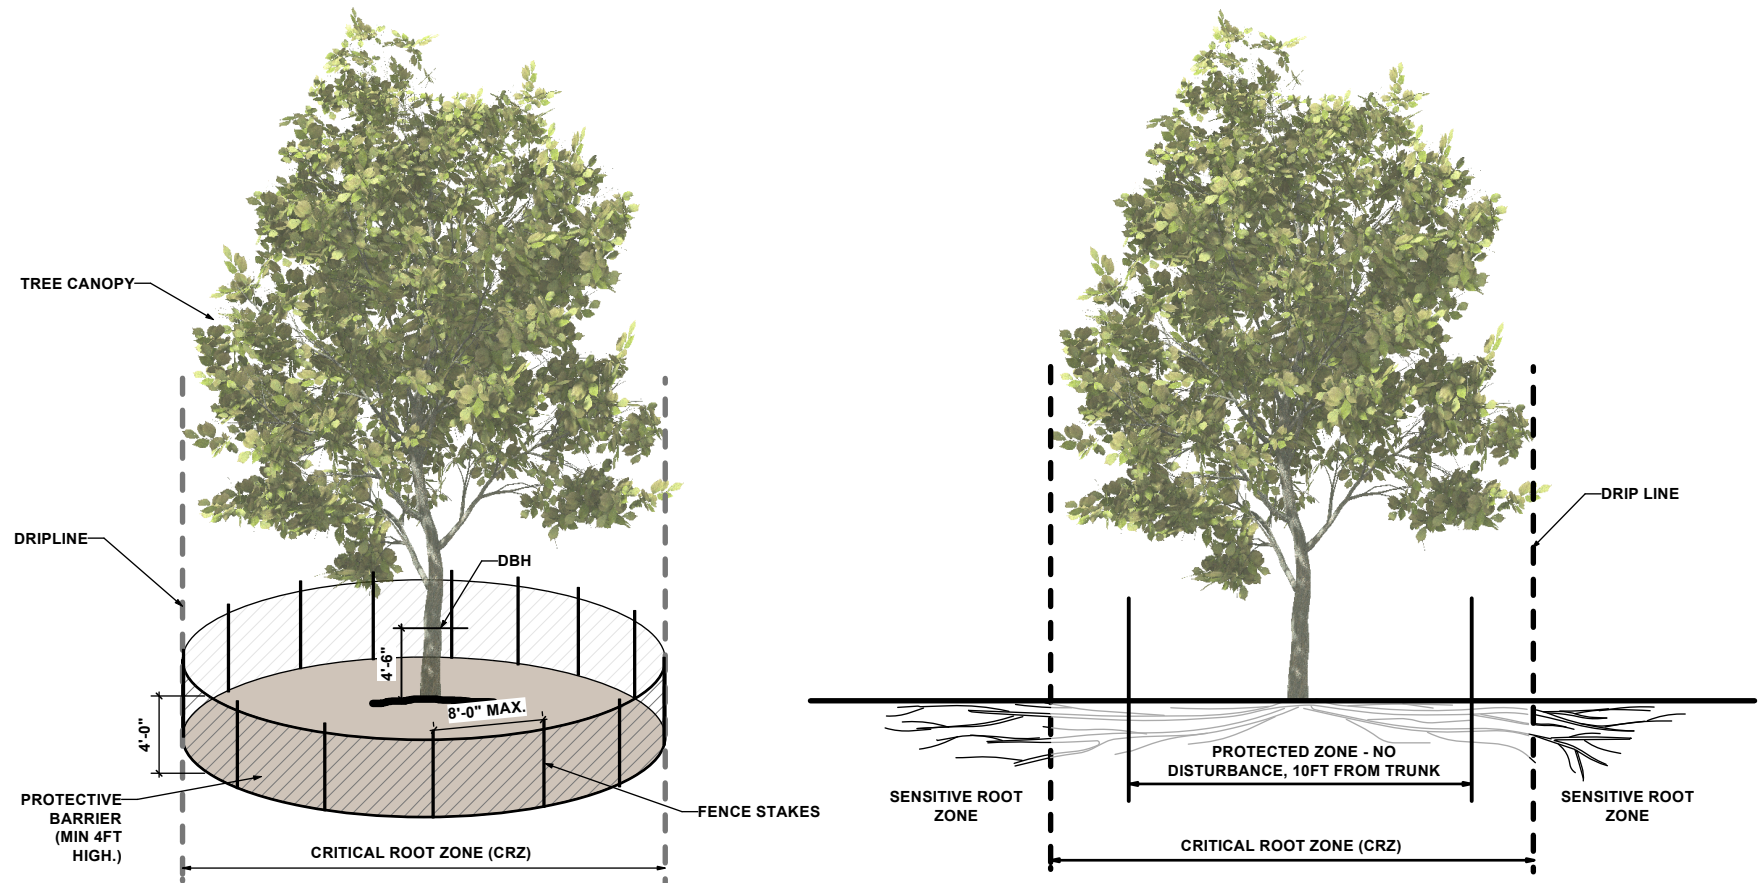 TREE CANOPY
DRIPLINE
DBH
4'-6"
8'-0" MAX.
4'-0"
PROTECTIVE
BARRIER
(MIN 4FT
HIGH.)
FENCE STAKES
CRITICAL ROOT ZONE (CRZ)
DRIP LINE
PROTECTED ZONE - NO
DISTURBANCE, 10FT FROM TRUNK
SENSITIVE ROOT
ZONE
SENSITIVE ROOT
ZONE
CRITICAL ROOT ZONE (CRZ)